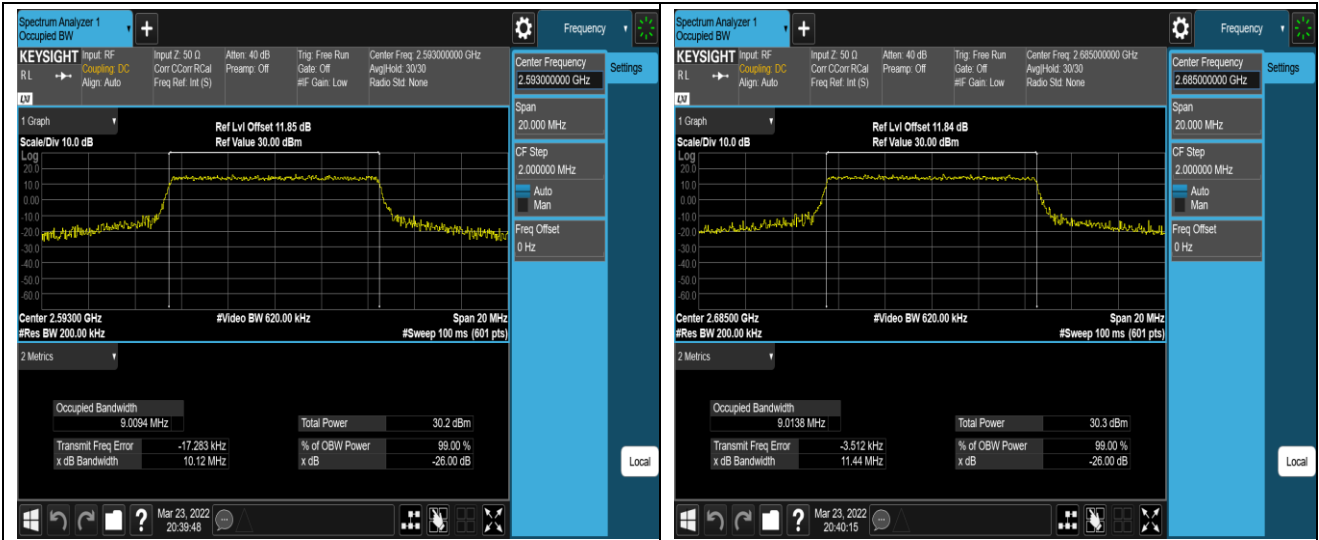 Spectrum Analyzer 1
Occupied BW
+
Frequency
KEYSIGHT
RL
LXI
Input: RF
Coupling: DC
Align: Auto
Input Z: 50 Ω
Corr CCorr RCal
Freq Ref: Int (S)
Atten: 40 dB
Preamp: Off
Trig: Free Run
Gate: Off
#IF Gain: Low
Center Freq: 2.593000000 GHz
Avg|Hold: 30/30
Radio Std: None
Center Frequency
2.593000000 GHz
Settings
Span
20.000 MHz
CF Step
2.000000 MHz
Auto
Man
Freq Offset
0 Hz
Local
1 Graph
Scale/Div 10.0 dB
Ref Lvl Offset 11.85 dB
Ref Value 30.00 dBm
Log
20.0
10.0
0.00
-10.0
-20.0
-30.0
-40.0
-50.0
-60.0
Center 2.59300 GHz
#Video BW 620.00 kHz
Span 20 MHz
#Res BW 200.00 kHz
#Sweep 100 ms (601 pts)
2 Metrics
Occupied Bandwidth
9.0094 MHz
Total Power 30.2 dBm
Transmit Freq Error -17.283 kHz
% of OBW Power 99.00 %
x dB Bandwidth 10.12 MHz
x dB -26.00 dB
?
Mar 23, 2022
20:39:48
Spectrum Analyzer 1
Occupied BW
+
Frequency
KEYSIGHT
RL
LXI
Input: RF
Coupling: DC
Align: Auto
Input Z: 50 Ω
Corr CCorr RCal
Freq Ref: Int (S)
Atten: 40 dB
Preamp: Off
Trig: Free Run
Gate: Off
#IF Gain: Low
Center Freq: 2.685000000 GHz
Avg|Hold: 30/30
Radio Std: None
Center Frequency
2.685000000 GHz
Settings
Span
20.000 MHz
CF Step
2.000000 MHz
Auto
Man
Freq Offset
0 Hz
Local
1 Graph
Scale/Div 10.0 dB
Ref Lvl Offset 11.84 dB
Ref Value 30.00 dBm
Log
20.0
10.0
0.00
-10.0
-20.0
-30.0
-40.0
-50.0
-60.0
Center 2.68500 GHz
#Video BW 620.00 kHz
Span 20 MHz
#Res BW 200.00 kHz
#Sweep 100 ms (601 pts)
2 Metrics
Occupied Bandwidth
9.0138 MHz
Total Power 30.3 dBm
Transmit Freq Error -3.512 kHz
% of OBW Power 99.00 %
x dB Bandwidth 11.44 MHz
x dB -26.00 dB
?
Mar 23, 2022
20:40:15